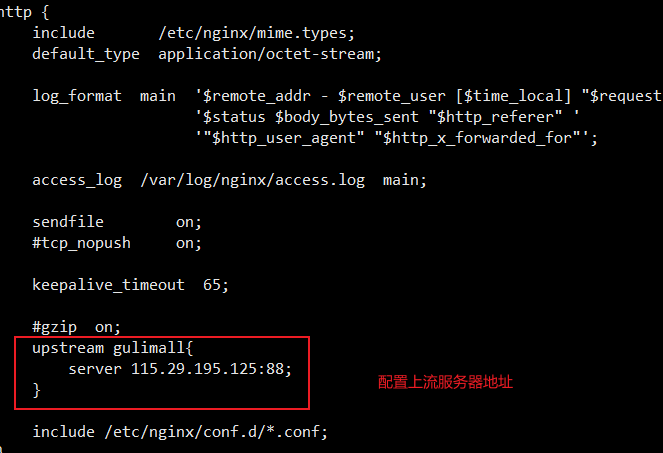 http {
include /etc/nginx/mime.types;
default_type application/octet-stream;
log_format main '$remote_addr - $remote_user [$time_local] "$request
'$status $body_bytes_sent "$http_referer" '
'"$http_user_agent" "$http_x_forwarded_for"';
access_log /var/log/nginx/access.log main;
sendfile on;
#tcp_nopush on;
keepalive_timeout 65;
#gzip on;
upstream gulimall{
server 115.29.195.125:88;
}
配置上流服务器地址
include /etc/nginx/conf.d/*.conf;